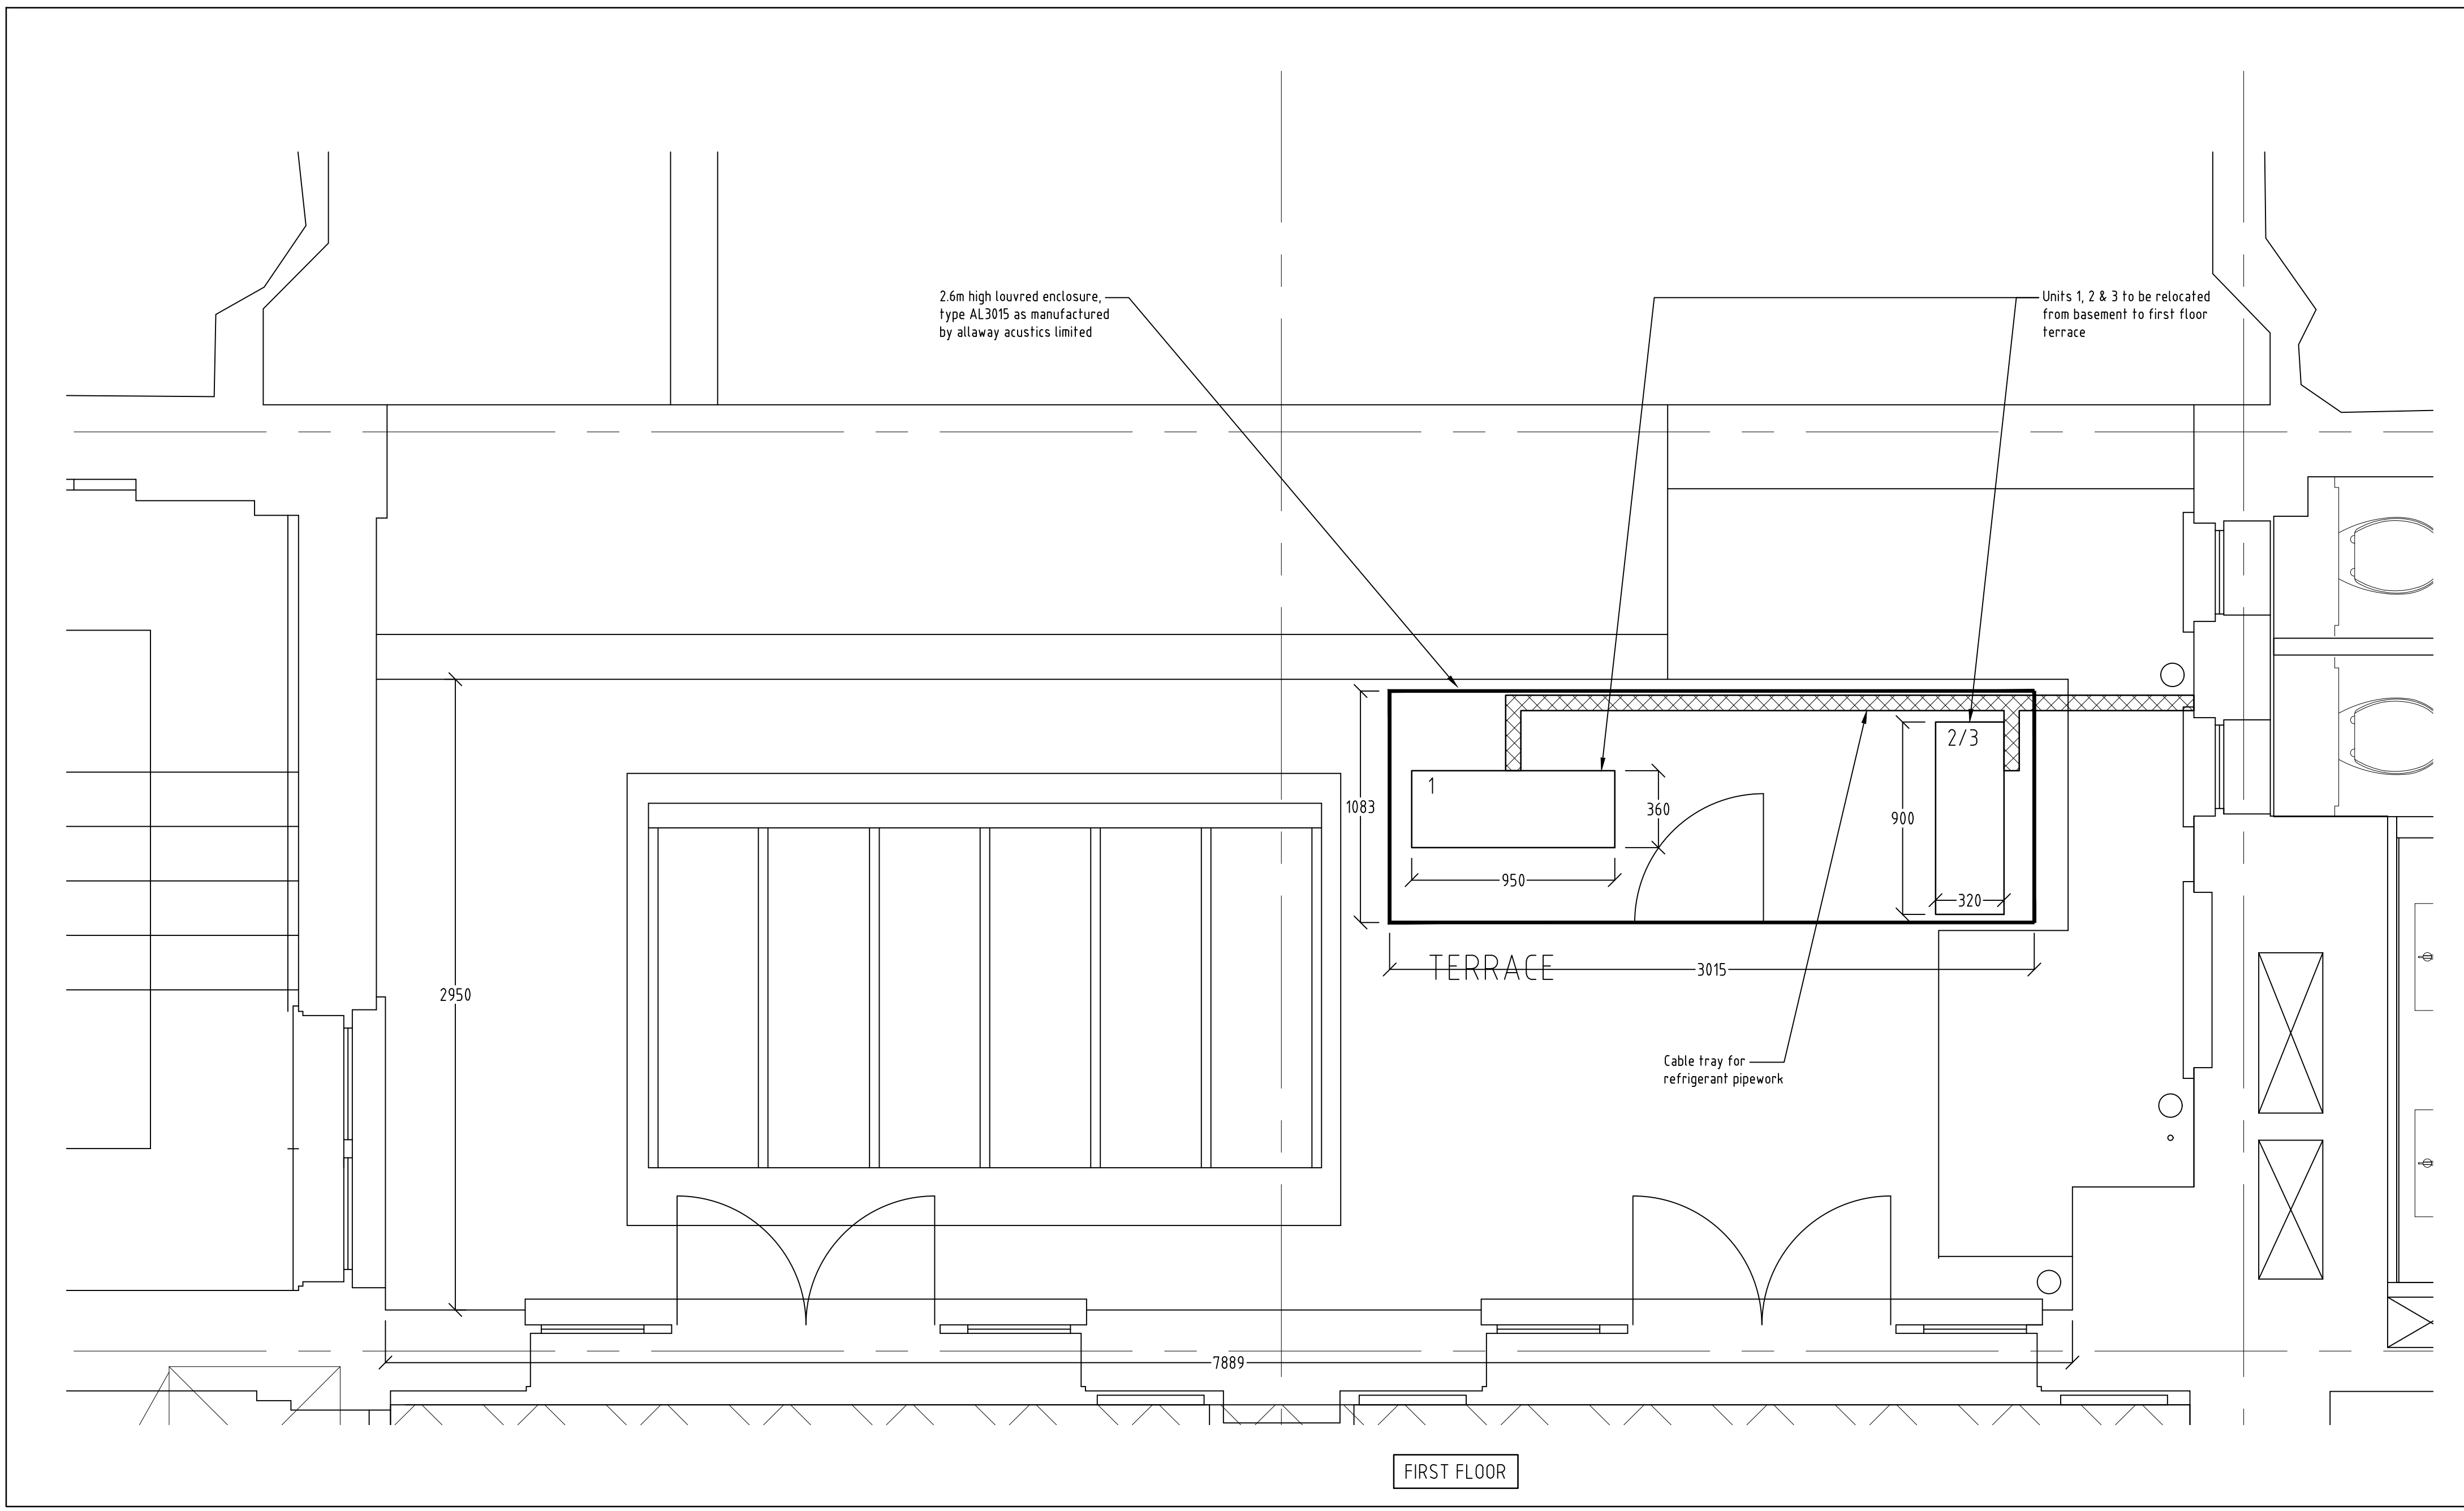 2.6m high louvred enclosure,
type AL3015 as manufactured
by allaway acustics limited
Units 1, 2 & 3 to be relocated
from basement to first floor
terrace
2/3
1
1083
360
900
950
320
TERRACE
3015
2950
Cable tray for
refrigerant pipework
7889
FIRST FLOOR